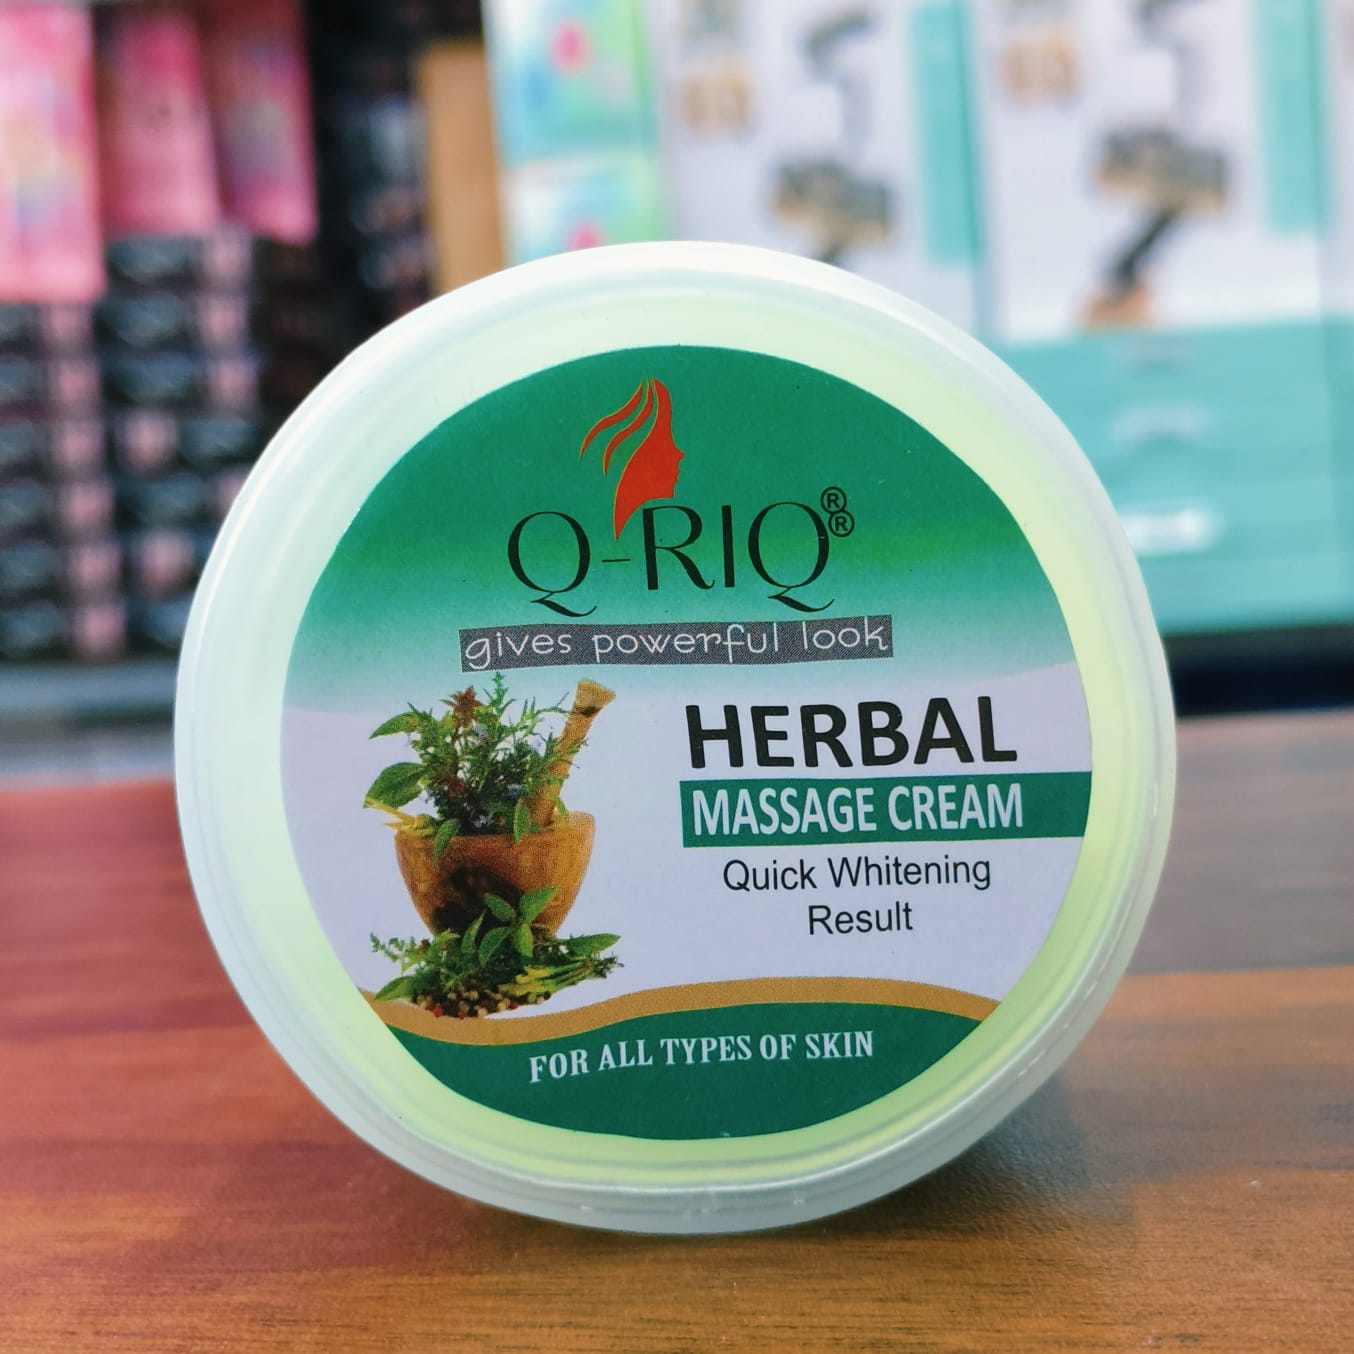 Q-RIQ®®
gives powerful look
HERBAL
MASSAGE CREAM
Quick Whitening
Result
FOR ALL TYPES OF SKIN